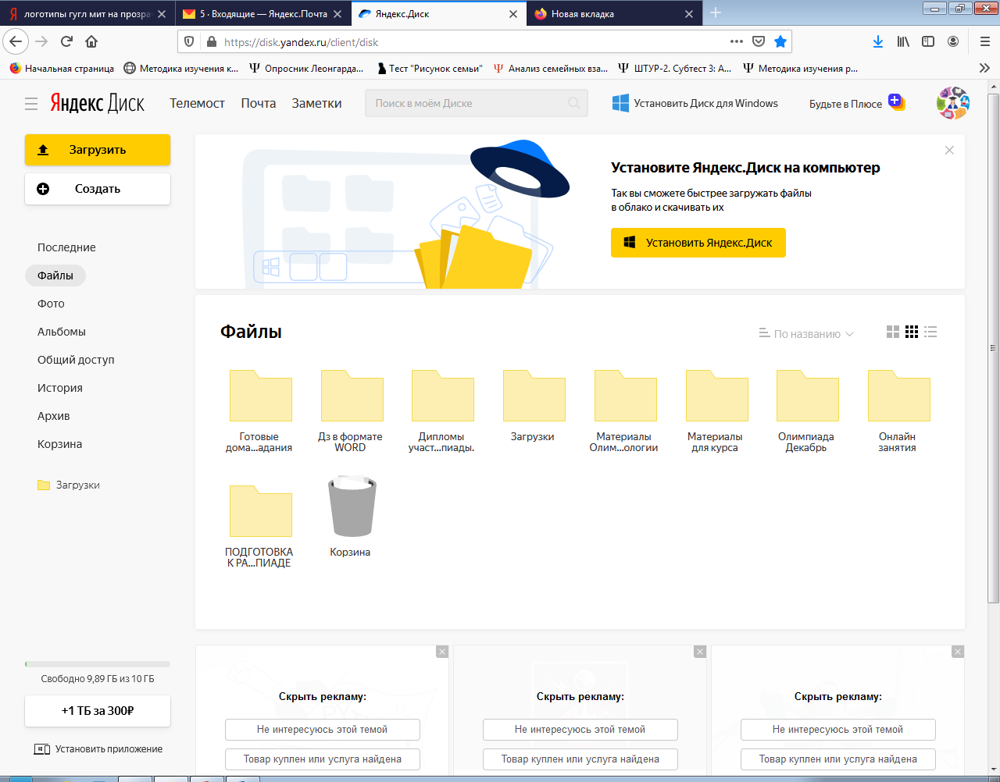 логотипы гугл мит на прозра
5 · Входящие — Яндекс.Почта
Яндекс.Диск
Новая вкладка
https://disk.yandex.ru/client/disk
Начальная страница
Методика изучения к...
Опросник Леонгарда...
Тест "Рисунок семьи"
Анализ семейных вза...
ШТУР-2. Субтест 3: А...
Методика изучения р...
Яндекс Диск
Телемост
Почта
Заметки
Поиск в моём Диске
Установить Диск для Windows
Будьте в Плюсе
Загрузить
Создать
Последние
Файлы
Фото
Альбомы
Общий доступ
История
Архив
Корзина
Загрузки
Свободно 9,89 ГБ из 10 ГБ
+1 ТБ за 300₽
Установить приложение
Установите Яндекс.Диск на компьютер
Так вы сможете быстрее загружать файлы
в облако и скачивать их
Установить Яндекс.Диск
Файлы
По названию
Готовые
дома...адания
Дз в формате
WORD
Дипломы
участ...пиады.
Загрузки
Материалы
Олим...ологии
Материалы
для курса
Олимпиада
Декабрь
Онлайн
занятия
ПОДГОТОВКА
К РА...ПИАДЕ
Корзина
Скрыть рекламу:
Не интересуюсь этой темой
Товар куплен или услуга найдена
Скрыть рекламу:
Не интересуюсь этой темой
Товар куплен или услуга найдена
Скрыть рекламу:
Не интересуюсь этой темой
Товар куплен или услуга найдена